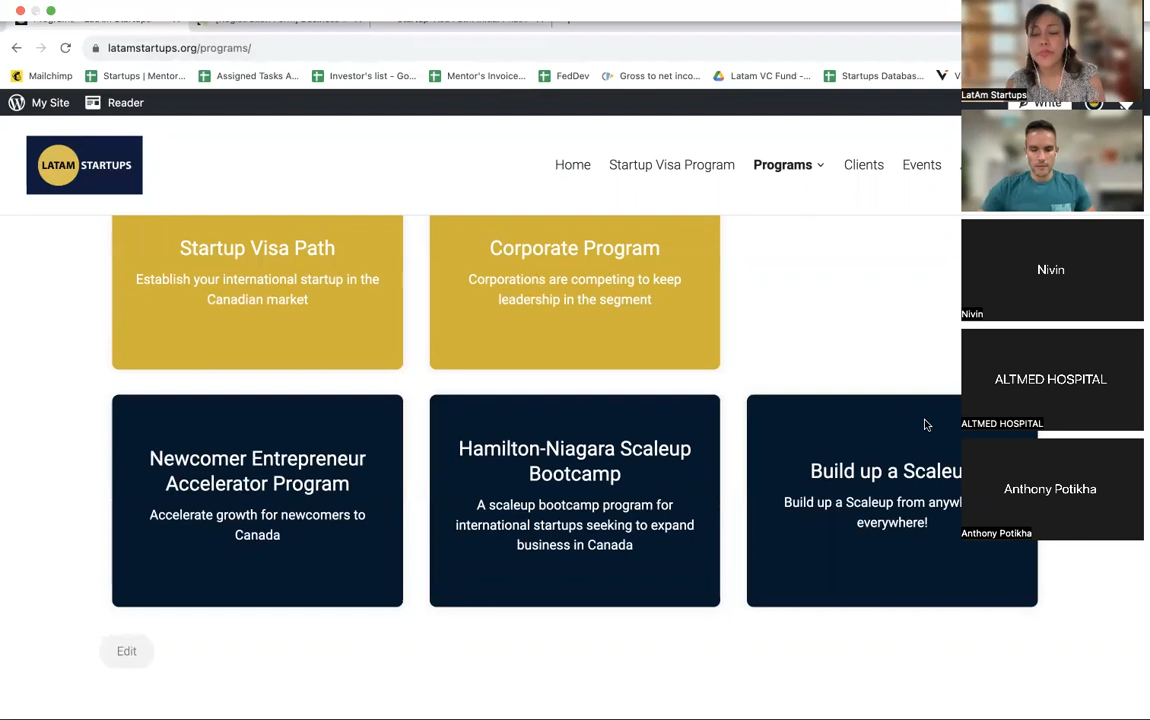 latamstartups.org/programs/
Mailchimp
Startups | Mentor...
Assigned Tasks A...
Investor's list - Go...
Mentor's Invoice...
FedDev
Gross to net inco...
Latam VC Fund -...
Startups Databas...
My Site
Reader
Write
LATAM STARTUPS
Home
Startup Visa Program
Programs
Clients
Events
Startup Visa Path
Establish your international startup in the
Canadian market
Corporate Program
Corporations are competing to keep
leadership in the segment
Newcomer Entrepreneur
Accelerator Program
Accelerate growth for newcomers to
Canada
Hamilton-Niagara Scaleup
Bootcamp
A scaleup bootcamp program for
international startups seeking to expand
business in Canada
Build up a Scaleu
Build up a Scaleup from anyw
everywhere!
Edit
LatAm Startups
Nivin
Nivin
ALTMED HOSPITAL
ALTMED HOSPITAL
Anthony Potikha
Anthony Potikha